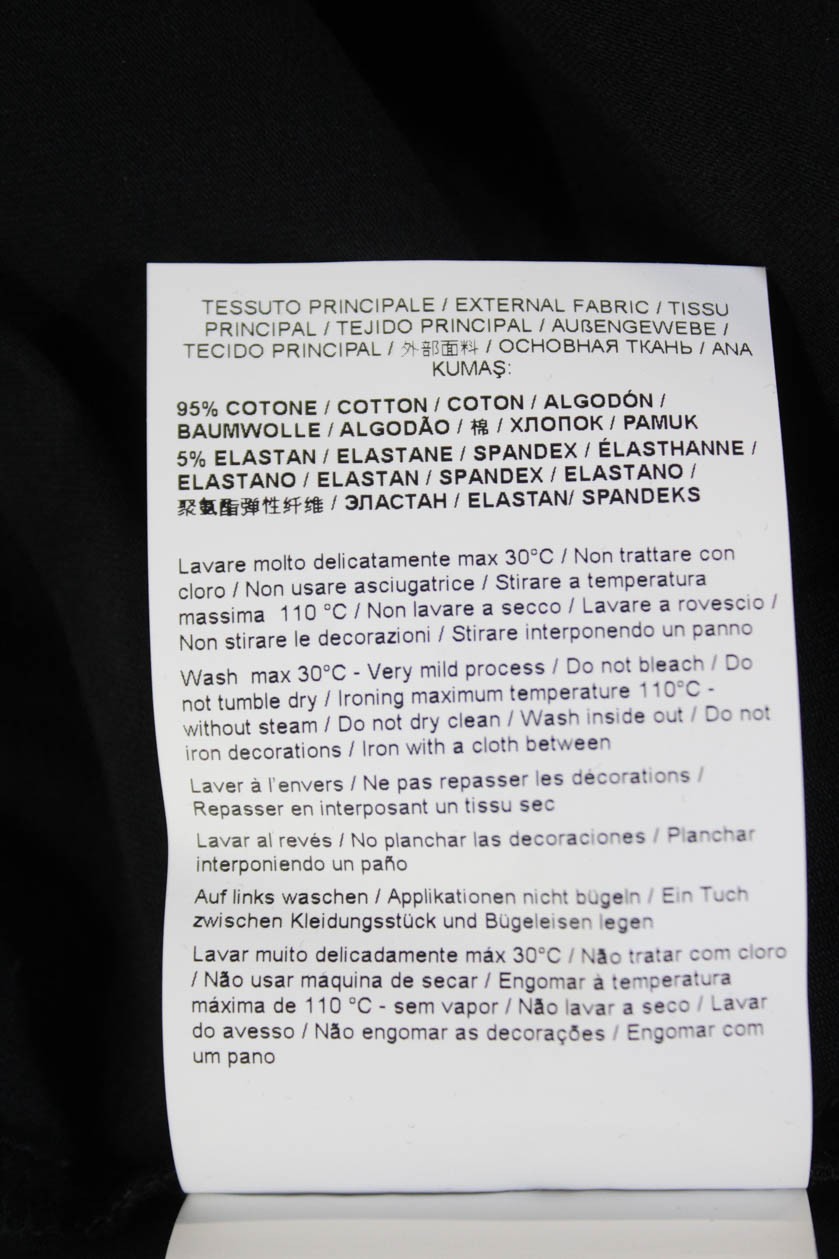 TESSUTO PRINCIPALE / EXTERNAL FABRIC / TISSU
PRINCIPAL / TEJIDO PRINCIPAL / AUßENGEWEBE /
TECIDO PRINCIPAL / 外部面料 / ОСНОВНАЯ ТКАНЬ / ANA
KUMAŞ:
95% COTONE / COTTON / COTON / ALGODÓN /
BAUMWOLLE / ALGODÃO / 棉 / ХЛОПОК / PAMUK
5% ELASTAN / ELASTANE / SPANDEX / ÉLASTHANNE /
ELASTANO / ELASTAN / SPANDEX / ELASTANO /
聚氨酯弹性纤维 / ЭЛАСТАН / ELASTAN/ SPANDEKS
Lavare molto delicatamente max 30°C / Non trattare con
cloro / Non usare asciugatrice / Stirare a temperatura
massima 110 °C / Non lavare a secco / Lavare a rovescio /
Non stirare le decorazioni / Stirare interponendo un panno
Wash max 30°C - Very mild process / Do not bleach / Do
not tumble dry / Ironing maximum temperature 110°C -
without steam / Do not dry clean / Wash inside out / Do not
iron decorations / Iron with a cloth between
Laver à l'envers / Ne pas repasser les décorations /
Repasser en interposant un tissu sec
Lavar al revés / No planchar las decoraciones / Planchar
interponiendo un paño
Auf links waschen / Applikationen nicht bügeln / Ein Tuch
zwischen Kleidungsstück und Bügeleisen legen
Lavar muito delicadamente máx 30°C / Não tratar com cloro
/ Não usar máquina de secar / Engomar à temperatura
máxima de 110 °C - sem vapor / Não lavar a seco / Lavar
do avesso / Não engomar as decorações / Engomar com
um pano